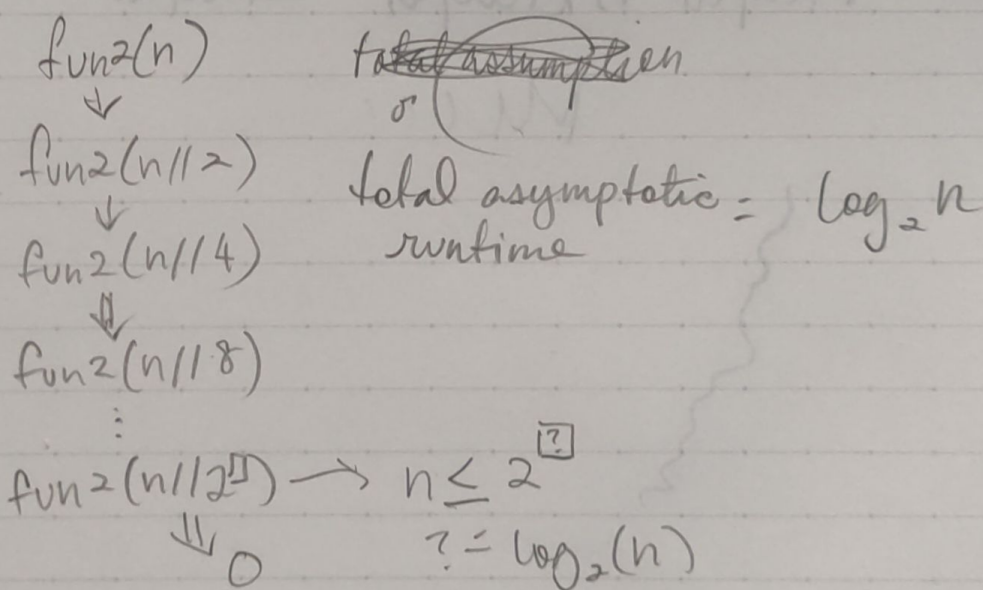 fun2(n)
↓
fun2(n//2)
↓
fun2(n//4)
⇓
fun2(n//8)
⋮
fun2(n//2^□) → n ≤ 2^[?]
⇓
0
? = log₂(n)
total asymptotic = log₂ n
runtime